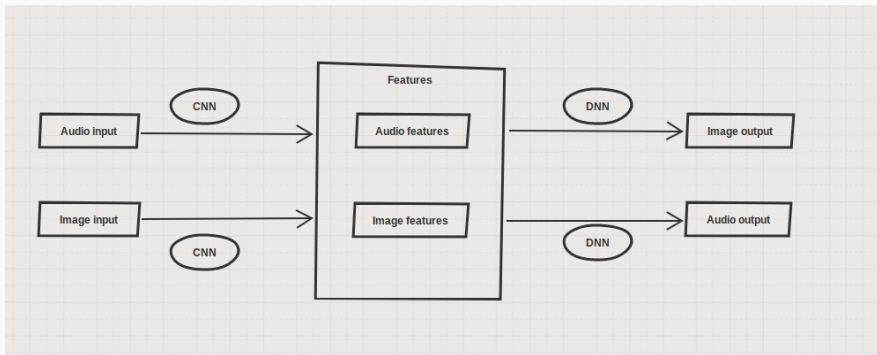 Features
CNN
DNN
Audio input
Audio features
Image output
Image input
Image features
Audio output
CNN
DNN